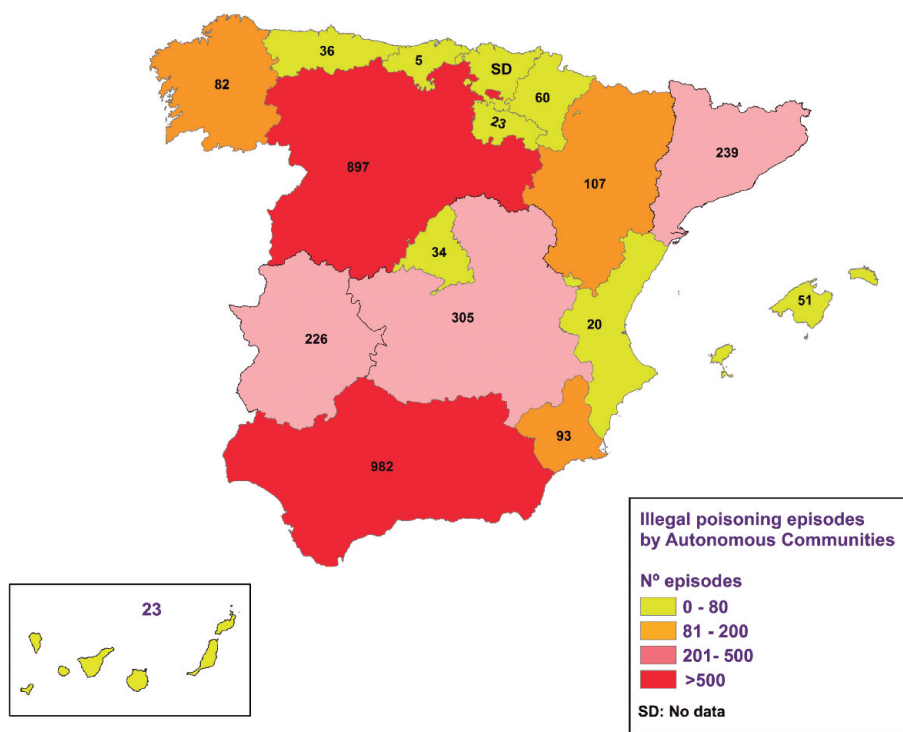 36
5
SD
82
60
23
239
897
107
34
51
305
20
226
93
982
23
Illegal poisoning episodes
by Autonomous Communities
Nº episodes
0 - 80
81 - 200
201- 500
>500
SD: No data